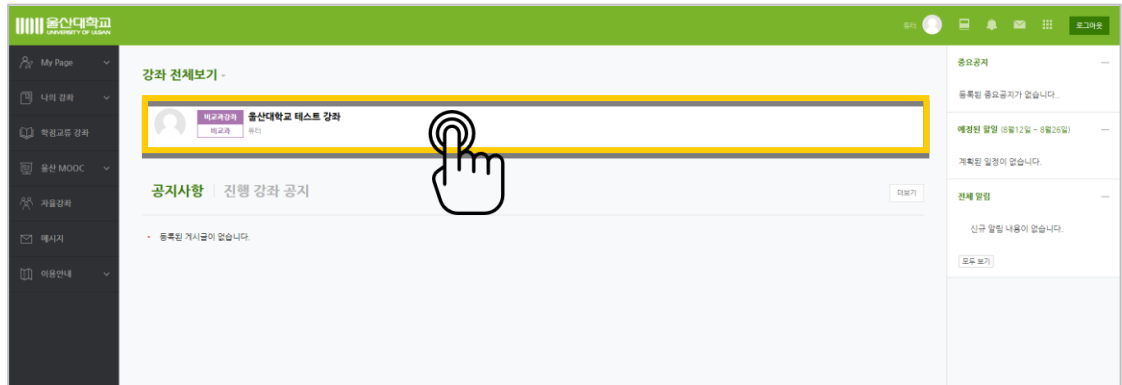 울산대학교
UNIVERSITY OF ULSAN
튜터
로그아웃
My Page
나의 강좌
학점교류 강좌
울산 MOOC
자율강좌
메시지
이용안내
강좌 전체보기
비교과강좌
울산대학교 테스트 강좌
비교과
튜터
공지사항
진행 강좌 공지
더보기
등록된 게시글이 없습니다.
중요공지
등록된 중요공지가 없습니다..
예정된 할일 (8월12일 ~ 8월26일)
계획된 일정이 없습니다.
전체 알림
신규 알림 내용이 없습니다.
모두 보기